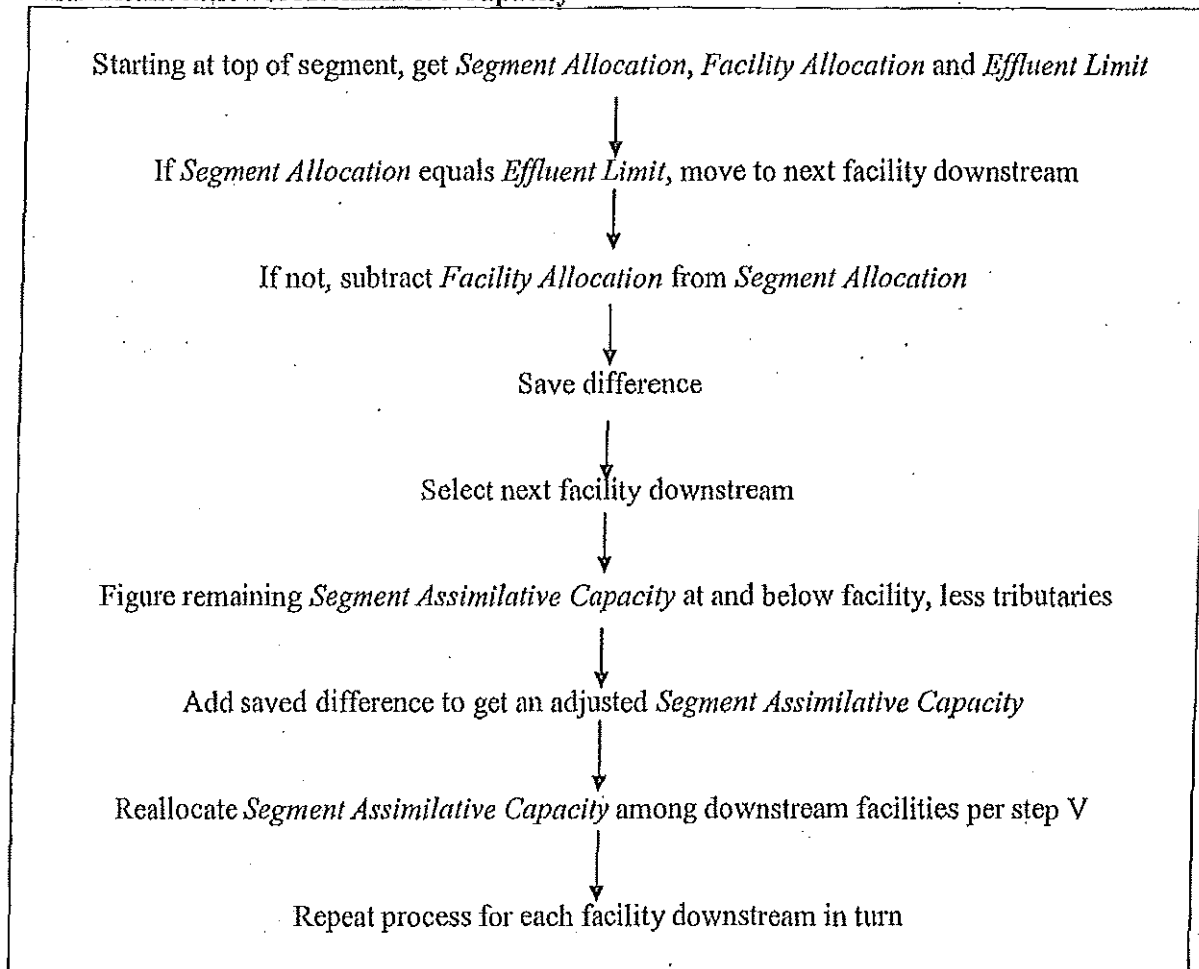 Capacity
Starting at top of segment, get Segment Allocation, Facility Allocation and Effluent Limit
If Segment Allocation equals Effluent Limit, move to next facility downstream
If not, subtract Facility Allocation from Segment Allocation
Save difference
Select next facility downstream
Figure remaining Segment Assimilative Capacity at and below facility, less tributaries
Add saved difference to get an adjusted Segment Assimilative Capacity
Reallocate Segment Assimilative Capacity among downstream facilities per step V
Repeat process for each facility downstream in turn